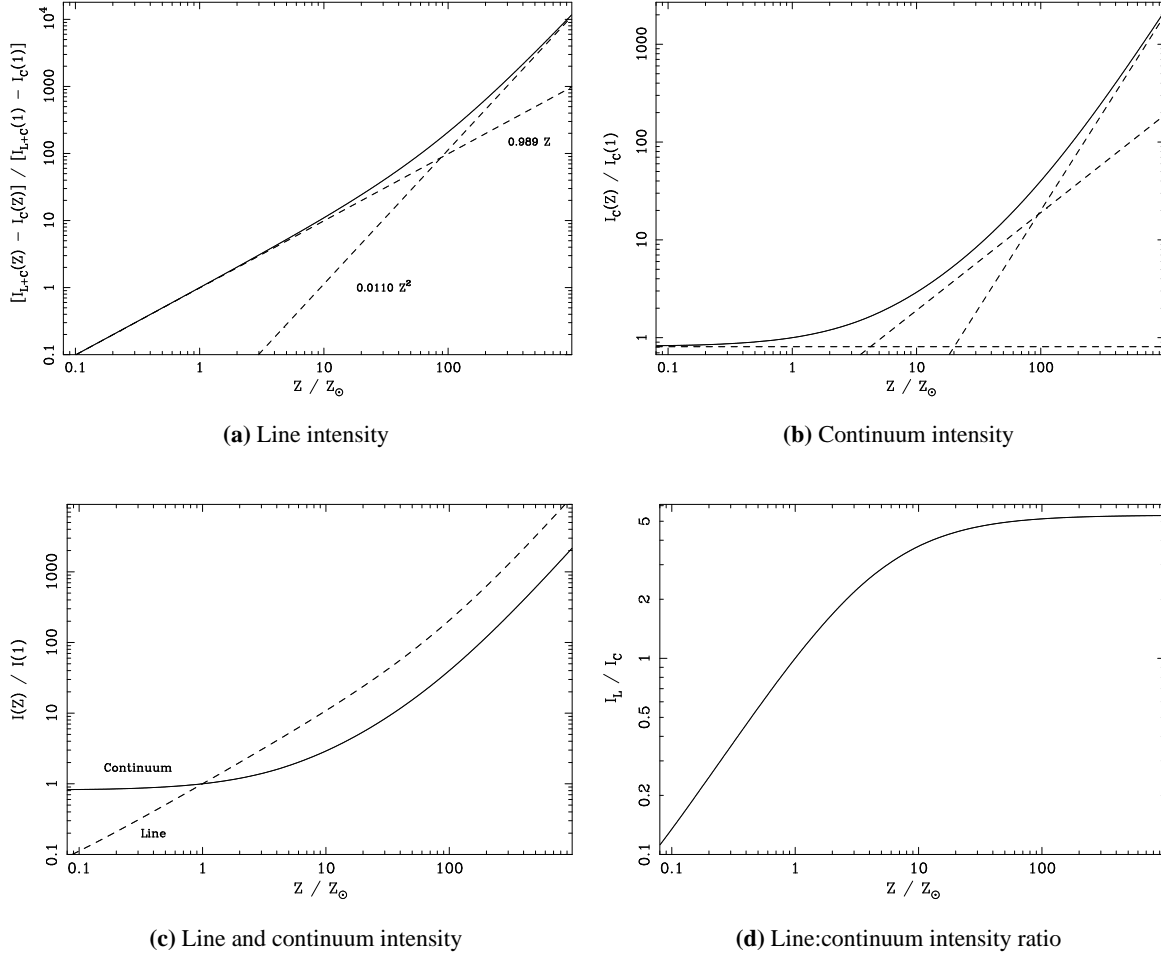 [I_{L+C}(Z) − I_C(Z)] / [I_{L+C}(1) − I_C(1)]
10^4
1000
100
10
1
0.1
0.989 Z
0.0110 Z^2
0.1 1 10 100
Z / Z_⊙
(a) Line intensity
I_C(Z) / I_C(1)
1000
100
10
1
0.1 1 10 100
Z / Z_⊙
(b) Continuum intensity
I(Z) / I(1)
1000
100
10
1
0.1
Continuum
Line
0.1 1 10 100
Z / Z_⊙
(c) Line and continuum intensity
I_L / I_C
5
2
1
0.5
0.2
0.1
0.1 1 10 100
Z / Z_⊙
(d) Line:continuum intensity ratio